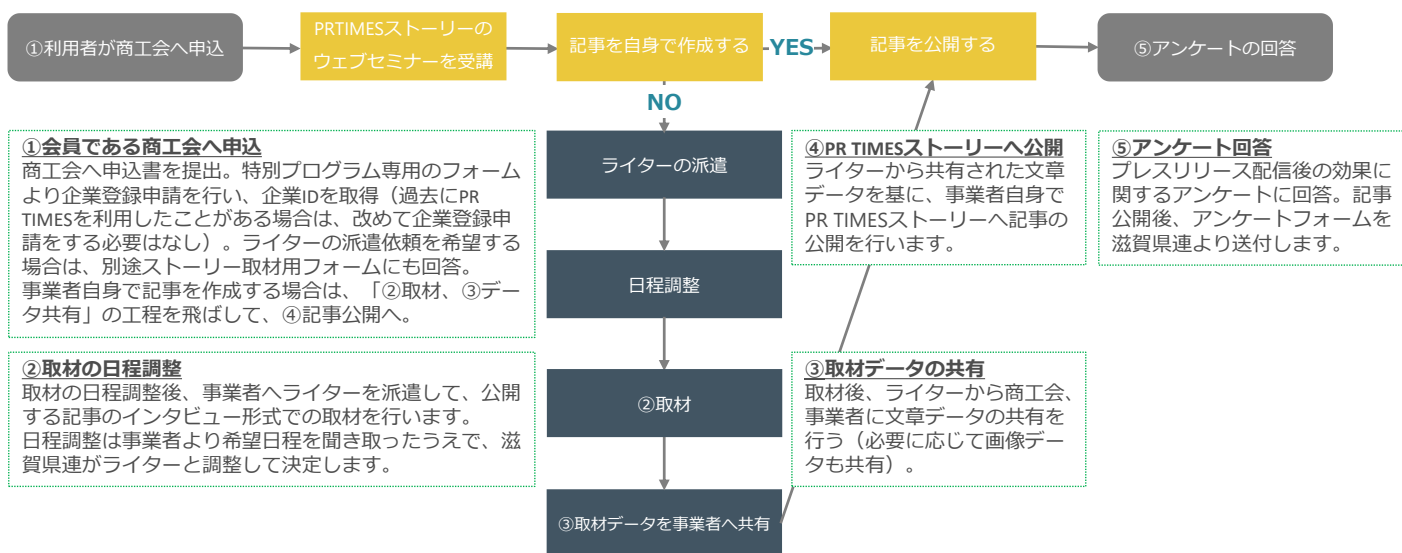 ①利用者が商工会へ申込
PRTIMESストーリーの
ウェブセミナーを受講
記事を自身で作成する
YES
記事を公開する
⑤アンケートの回答
NO
①会員である商工会へ申込
商工会へ申込書を提出。特別プログラム専用のフォーム
より企業登録申請を行い、企業IDを取得（過去にPR
TIMESを利用したことがある場合は、改めて企業登録申
請をする必要はなし）。ライターの派遣依頼を希望する
場合は、別途ストーリー取材用フォームにも回答。
事業者自身で記事を作成する場合は、「②取材、③デー
タ共有」の工程を飛ばして、④記事公開へ。
ライターの派遣
④PR TIMESストーリーへ公開
ライターから共有された文章
データを基に、事業者自身で
PR TIMESストーリーへ記事の
公開を行います。
⑤アンケート回答
プレスリリース配信後の効果に
関するアンケートに回答。記事
公開後、アンケートフォームを
滋賀県連より送付します。
日程調整
②取材の日程調整
取材の日程調整後、事業者へライターを派遣して、公開
する記事のインタビュー形式での取材を行います。
日程調整は事業者より希望日程を聞き取ったうえで、滋
賀県連がライターと調整して決定します。
②取材
③取材データの共有
取材後、ライターから商工会、
事業者に文章データの共有を
行う（必要に応じて画像デー
タも共有）。
③取材データを事業者へ共有